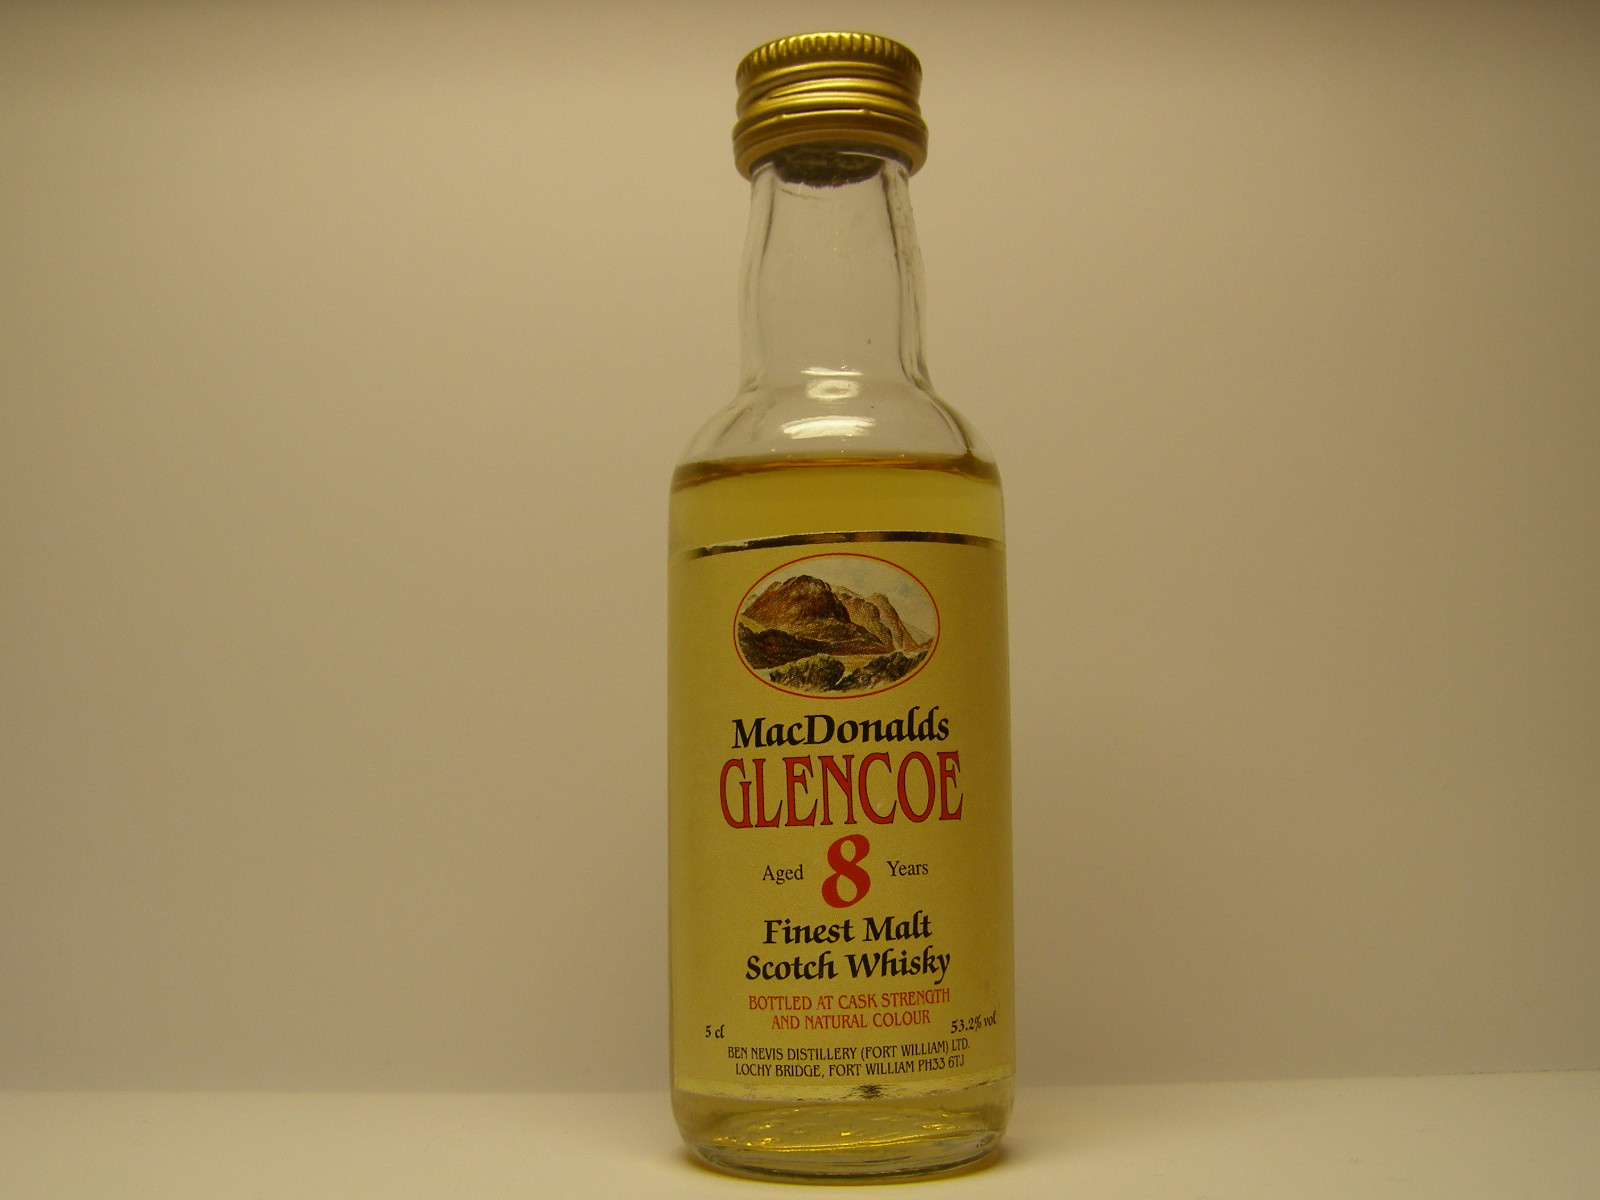 MacDonalds
GLENCOE
Aged 8 Years
Finest Malt
Scotch Whisky
BOTTLED AT CASK STRENGTH
AND NATURAL COLOUR
5 cl 53.2% vol
BEN NEVIS DISTILLERY (FORT WILLIAM) LTD.
LOCHY BRIDGE, FORT WILLIAM PH33 6TJ